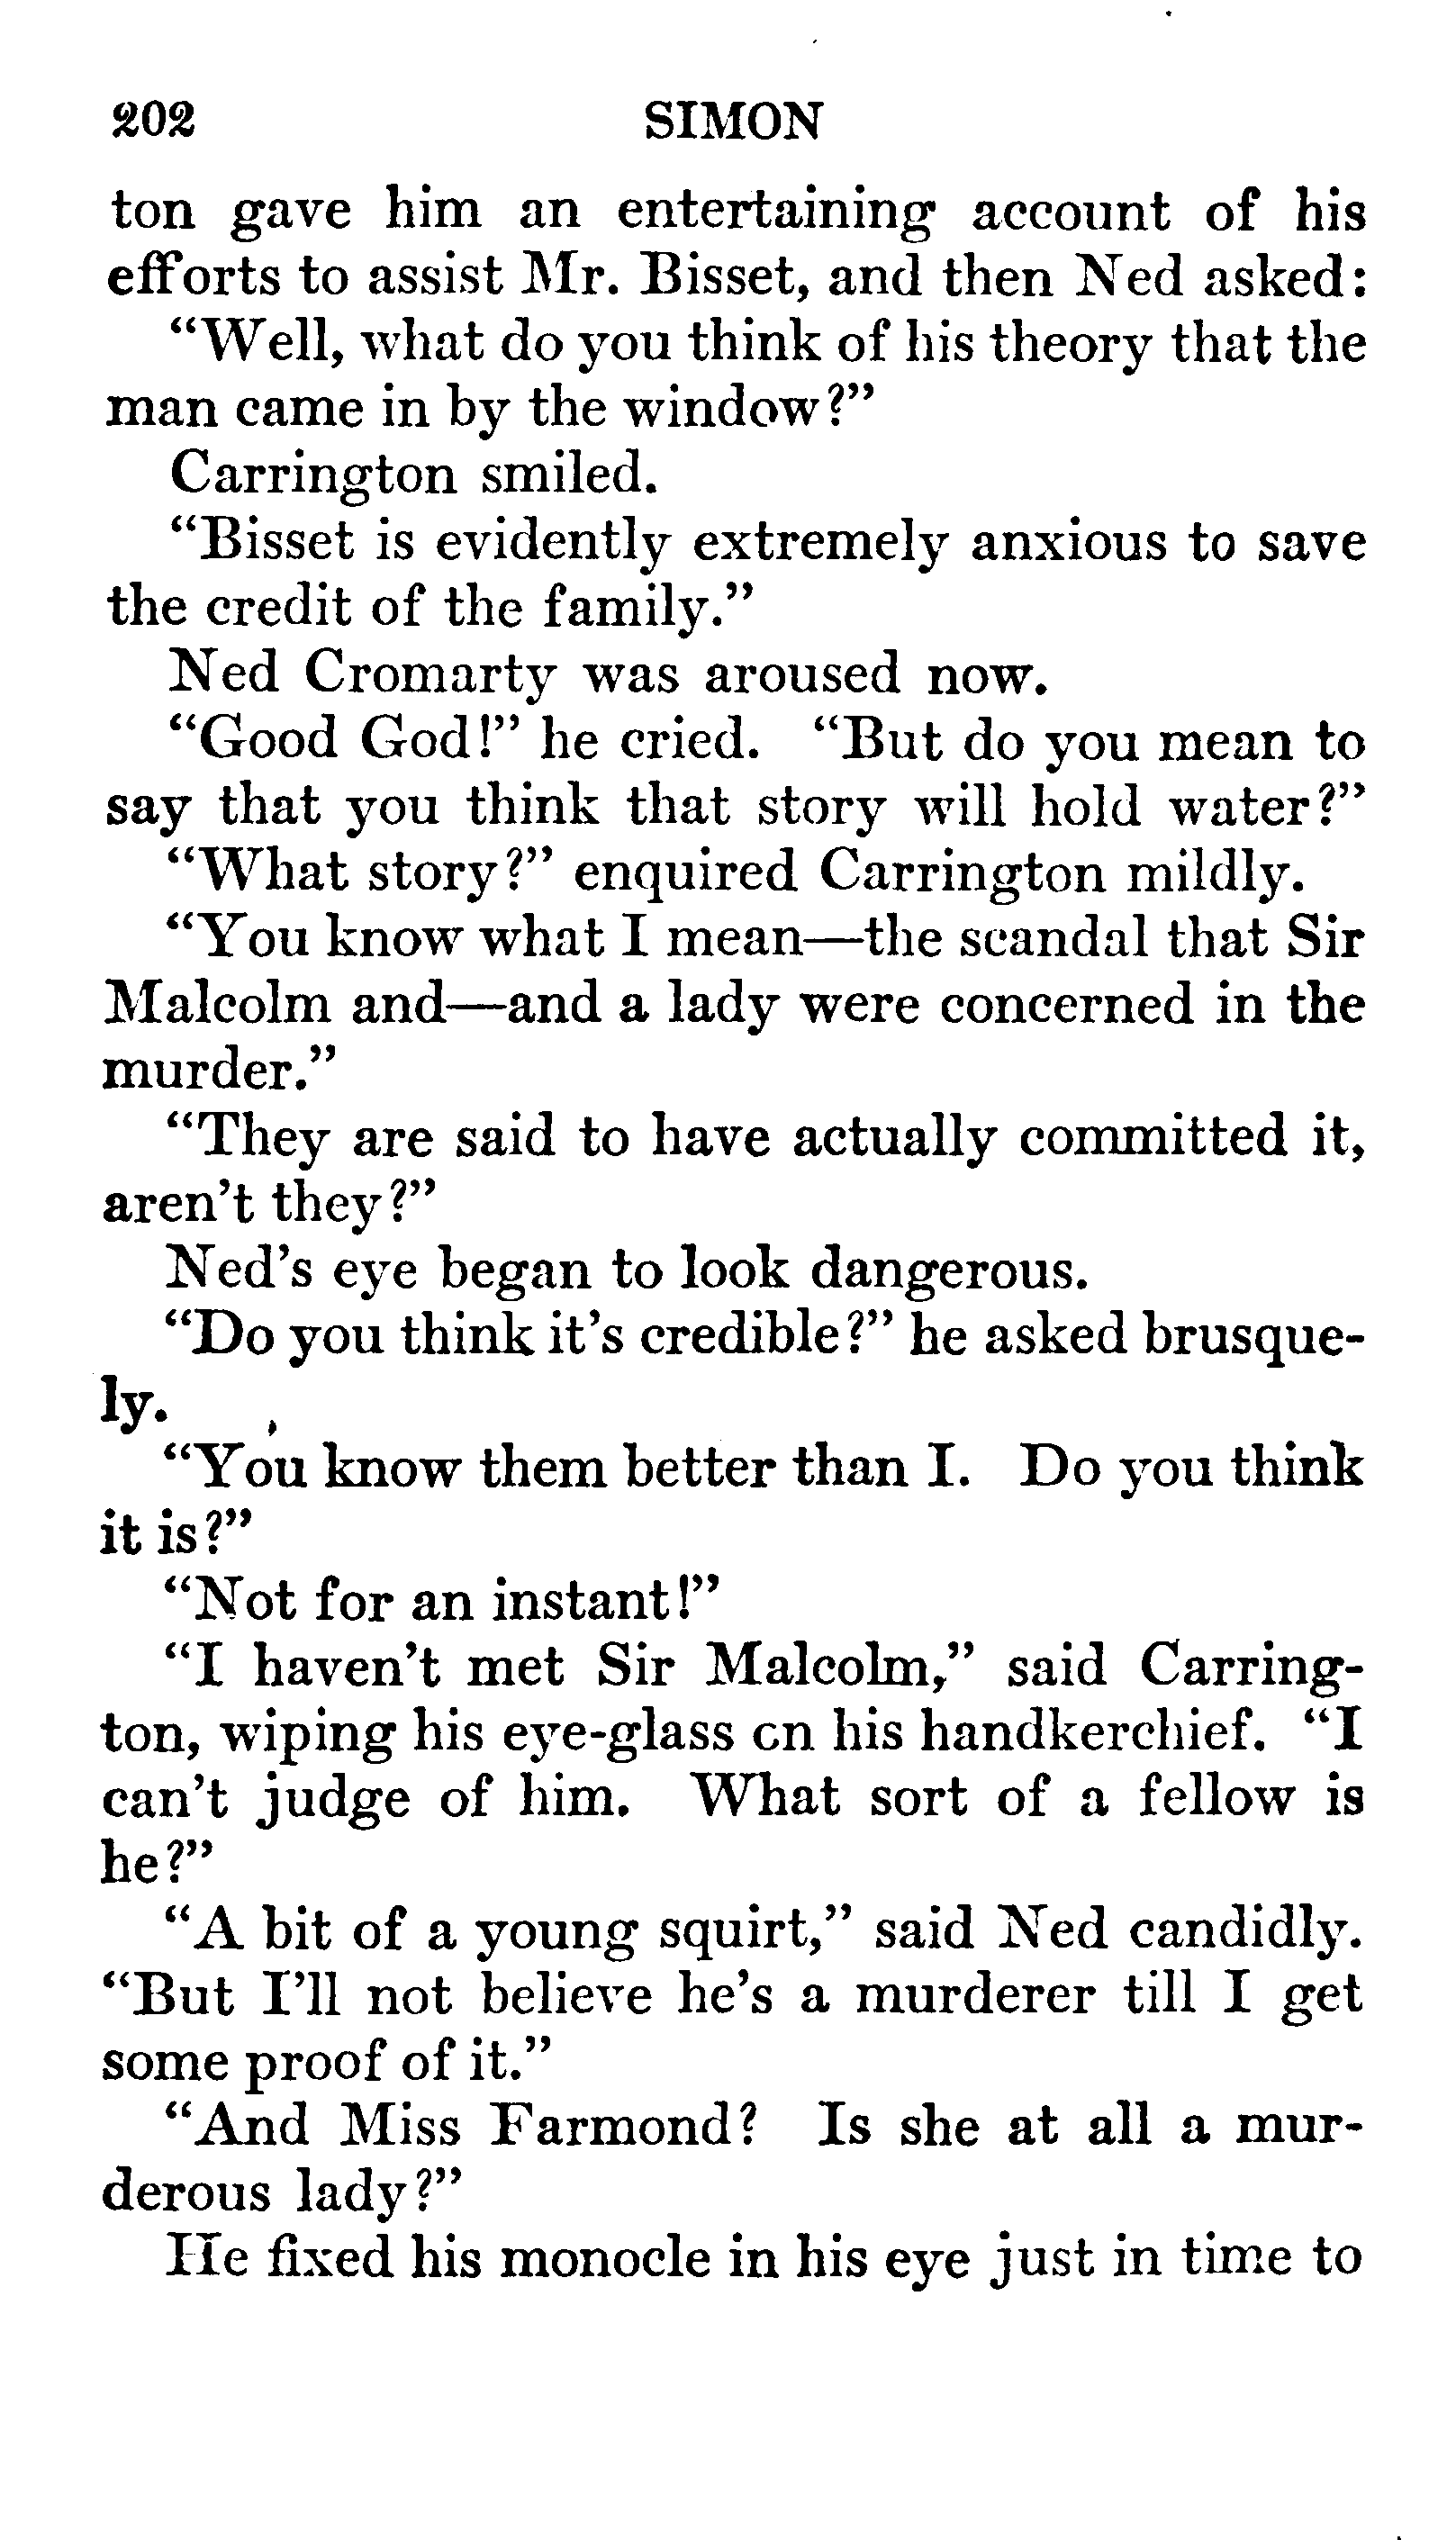 202 SIMON
ton gave him an entertaining account of his
efforts to assist Mr. Bisset, and then Ned asked:
“Well, what do you think of his theory that the
man came in by the window?”
Carrington smiled.
“Bisset is evidently extremely anxious to save
the credit of the family.”
Ned Cromarty was aroused now.
“Good God!” he cried. “But do you mean to
say that you think that story will hold water?”
“What story?” enquired Carrington mildly.
“You know what I mean—the scandal that Sir
Malcolm and—and a lady were concerned in the
murder.”
“They are said to have actually committed it,
aren't they?”
Ned's eye began to look dangerous.
“Do you think it's credible?” he asked brusque-
ly.
“You know them better than I. Do you think
it is?”
“Not for an instant!”
“I haven't met Sir Malcolm,” said Carring-
ton, wiping his eye-glass on his handkerchief. “I
can't judge of him. What sort of a fellow is
he?”
“A bit of a young squirt,” said Ned candidly.
“But I'll not believe he's a murderer till I get
some proof of it.”
“And Miss Farmond? Is she at all a mur-
derous lady?”
He fixed his monocle in his eye just in time to